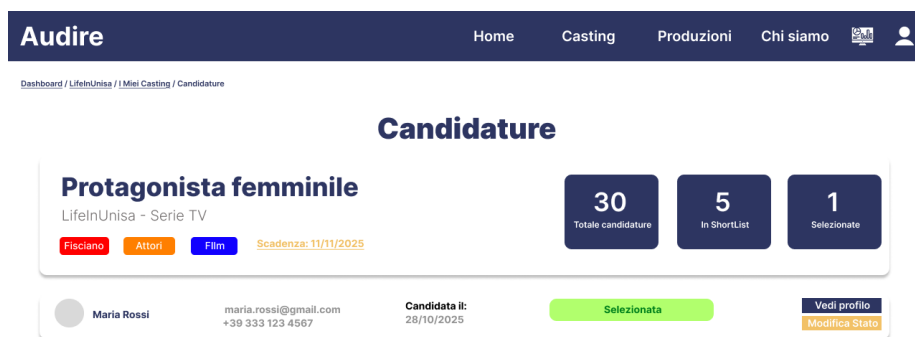 Audire
Home Casting Produzioni Chi siamo
Dashboard / LifeInUnisa / I Miei Casting / Candidature
Candidature
Protagonista femminile
LifeInUnisa - Serie TV
Fisciano Attori FIlm Scadenza: 11/11/2025
30
Totale candidature
5
In ShortList
1
Selezionate
Maria Rossi
maria.rossi@gmail.com
+39 333 123 4567
Candidata il:
28/10/2025
Selezionata
Vedi profilo
Modifica Stato